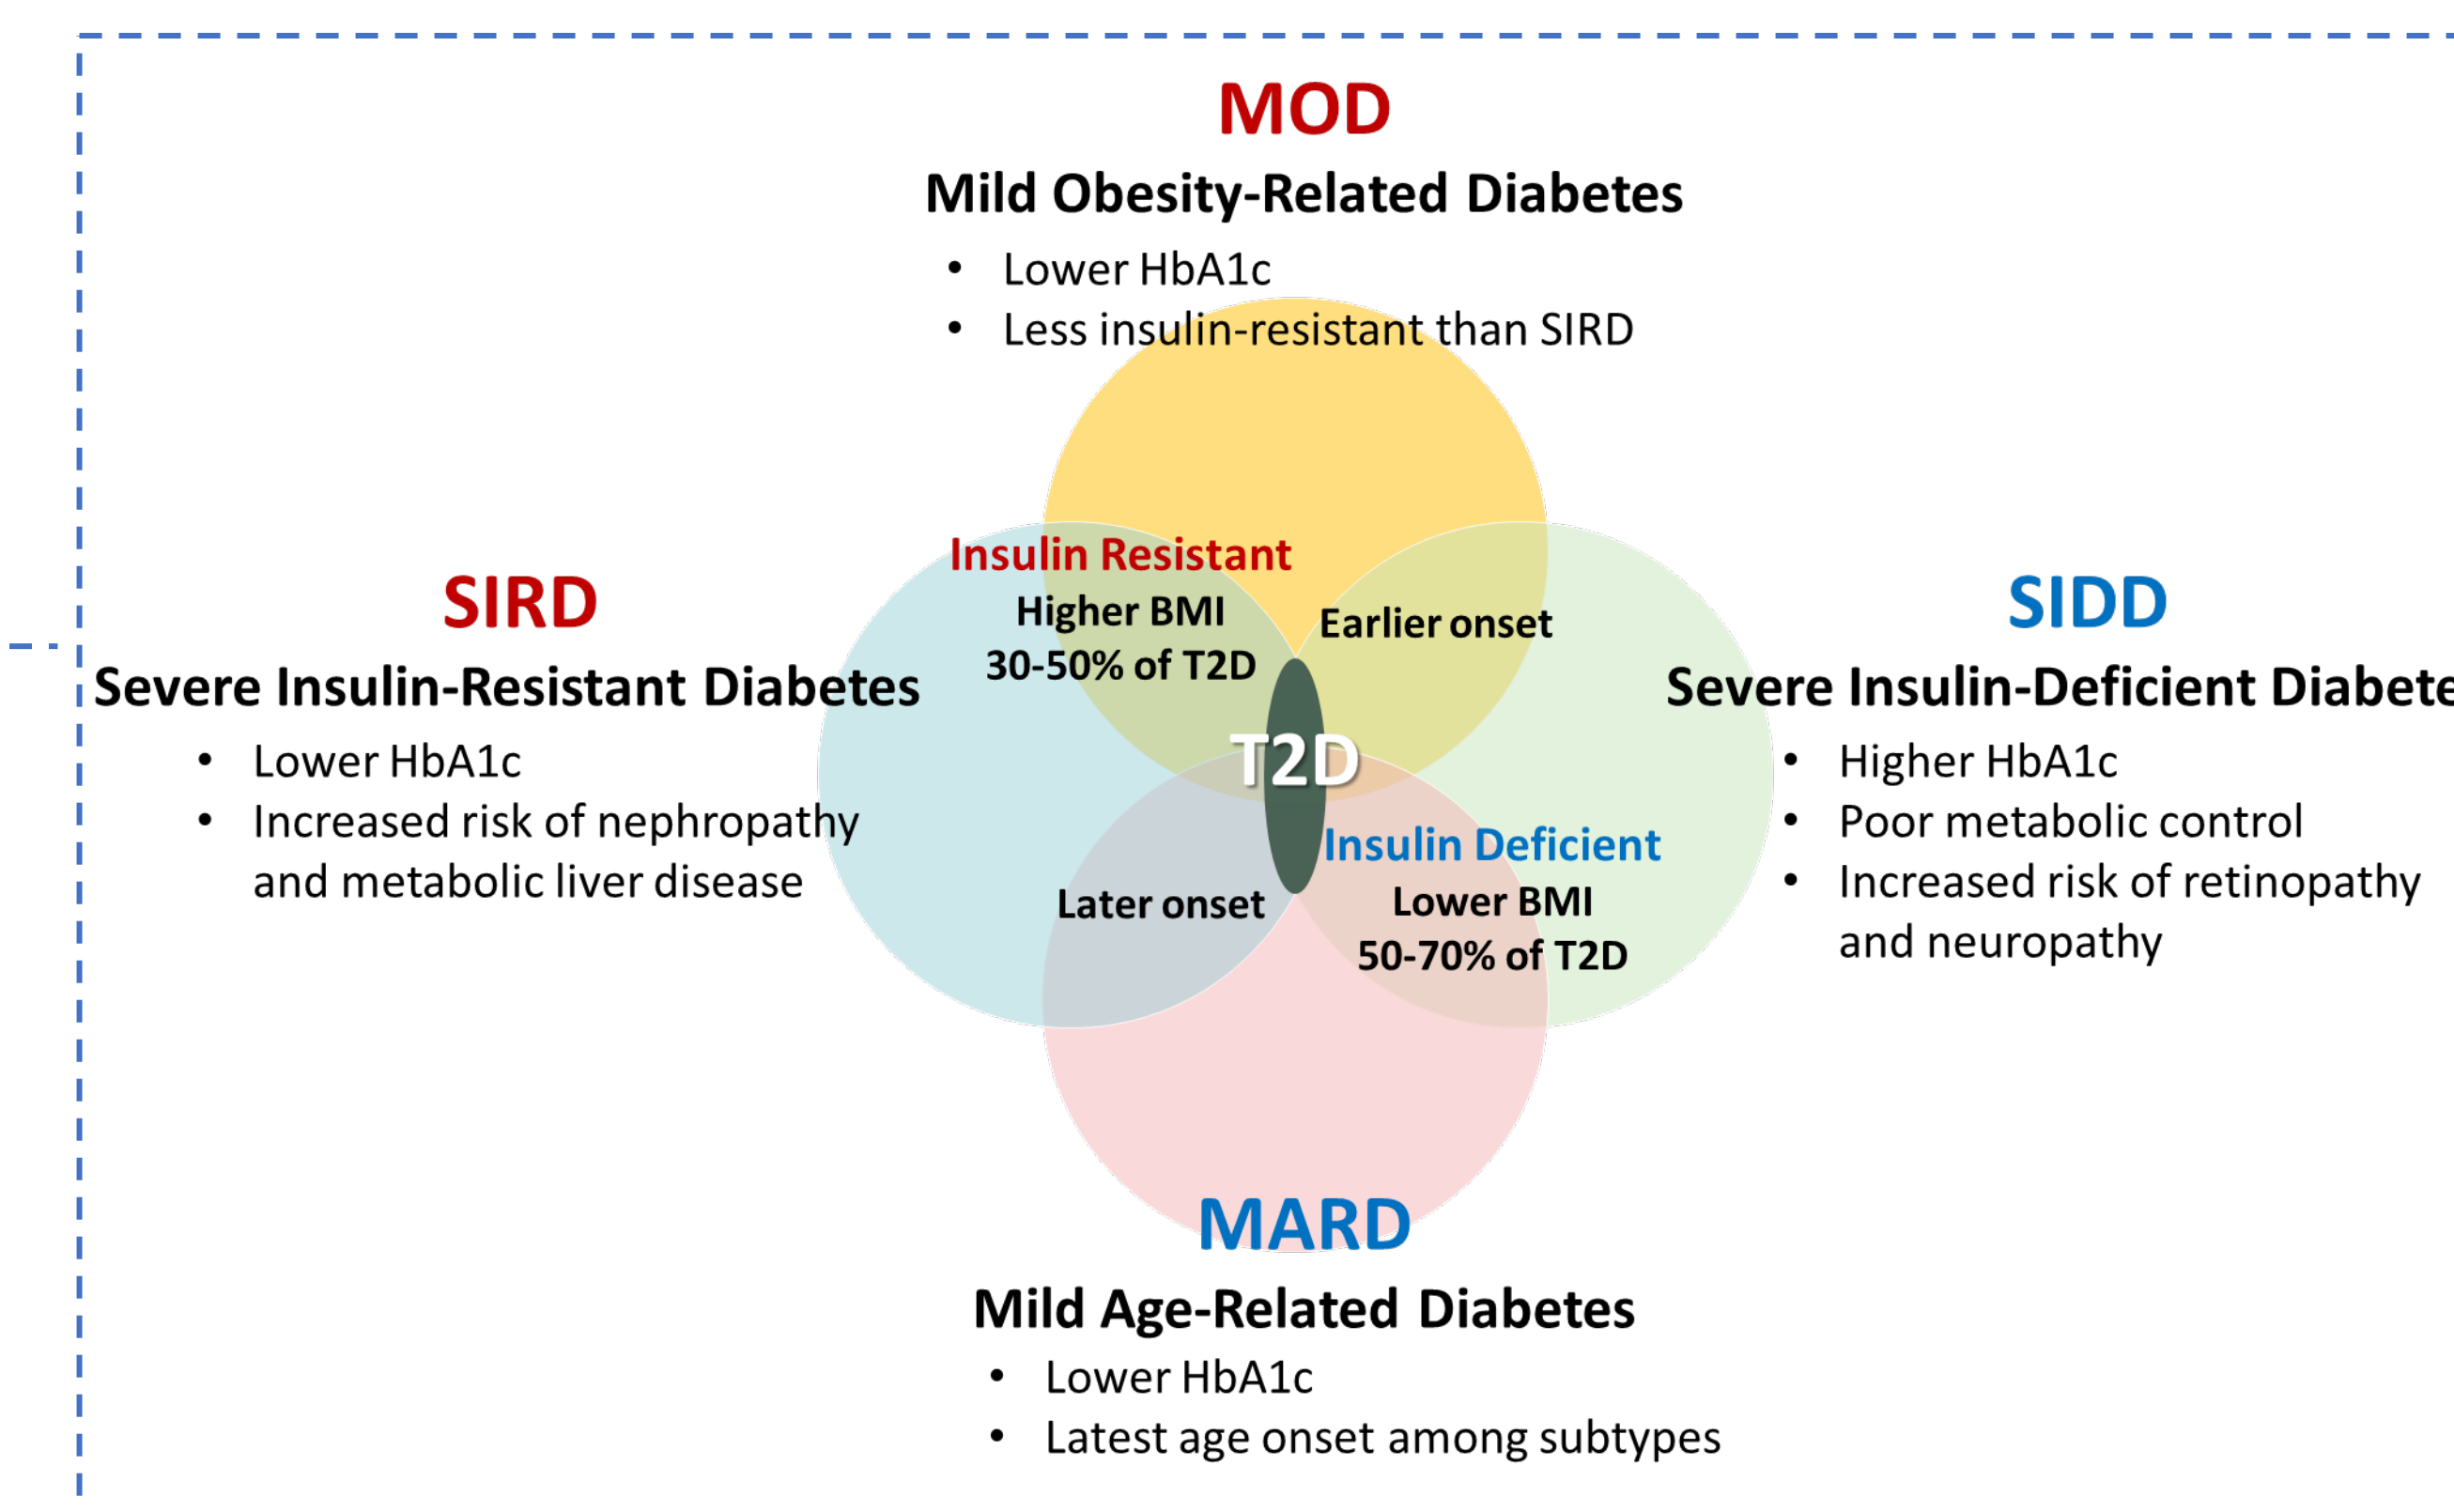 MOD
Mild Obesity-Related Diabetes
• Lower HbA1c
• Less insulin-resistant than SIRD
SIRD
Severe Insulin-Resistant Diabetes
• Lower HbA1c
• Increased risk of nephropathy
and metabolic liver disease
Insulin Resistant
Higher BMI
30-50% of T2D
Earlier onset
T2D
Later onset
Insulin Deficient
Lower BMI
50-70% of T2D
SIDD
Severe Insulin-Deficient Diabete
• Higher HbA1c
• Poor metabolic control
• Increased risk of retinopathy
and neuropathy
MARD
Mild Age-Related Diabetes
• Lower HbA1c
• Latest age onset among subtypes